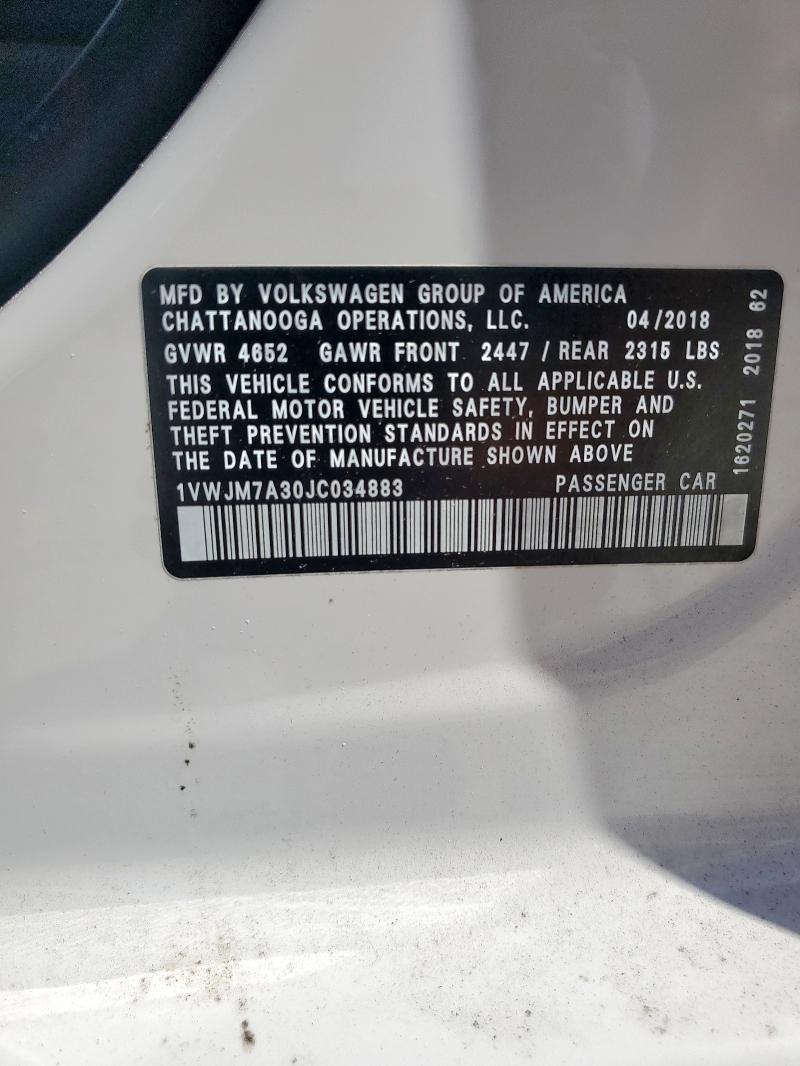 MFD BY VOLKSWAGEN GROUP OF AMERICA
CHATTANOOGA OPERATIONS, LLC. 04/2018
GVWR 4652 GAWR FRONT 2447 / REAR 2315 LBS
THIS VEHICLE CONFORMS TO ALL APPLICABLE U.S.
FEDERAL MOTOR VEHICLE SAFETY, BUMPER AND
THEFT PREVENTION STANDARDS IN EFFECT ON
THE DATE OF MANUFACTURE SHOWN ABOVE
1VWJM7A30JC034883 PASSENGER CAR
1620271 2018 62